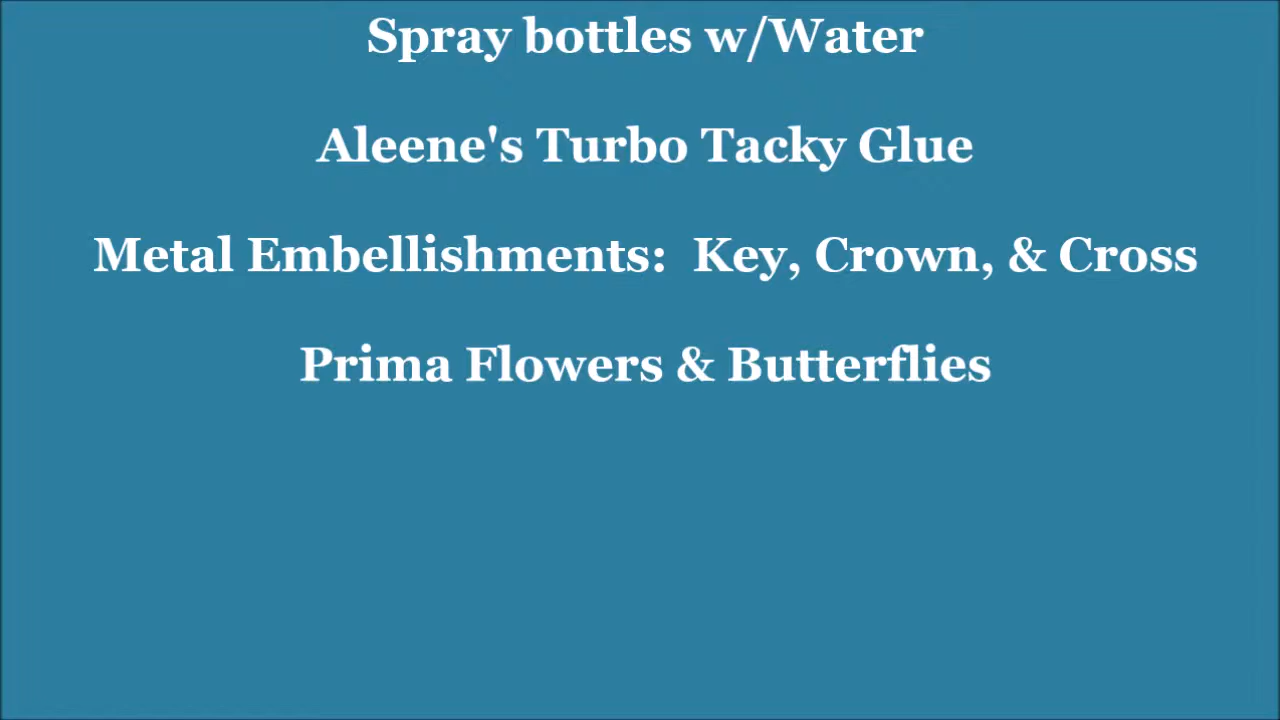 Spray bottles w/Water
Aleene's Turbo Tacky Glue
Metal Embellishments:  Key, Crown, & Cross
Prima Flowers & Butterflies